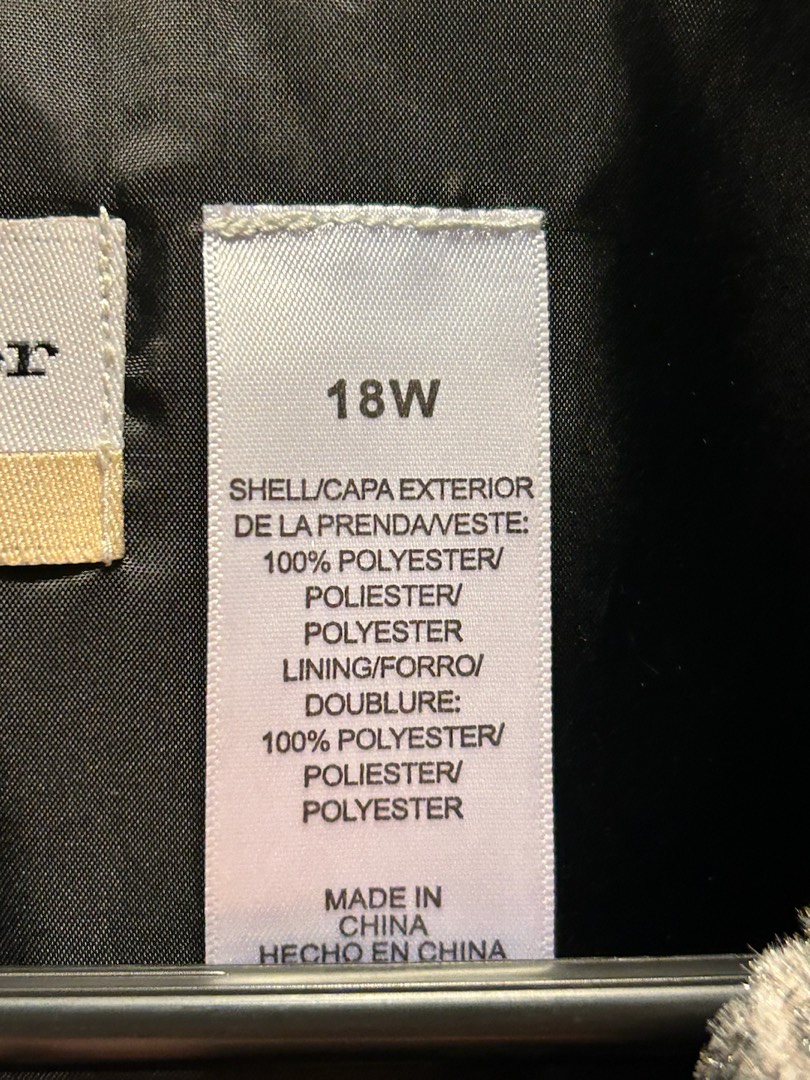 18W
SHELL/CAPA EXTERIOR
DE LA PRENDA/VESTE:
100% POLYESTER/
POLIESTER/
POLYESTER
LINING/FORRO/
DOUBLURE:
100% POLYESTER/
POLIESTER/
POLYESTER
MADE IN
CHINA
HECHO EN CHINA